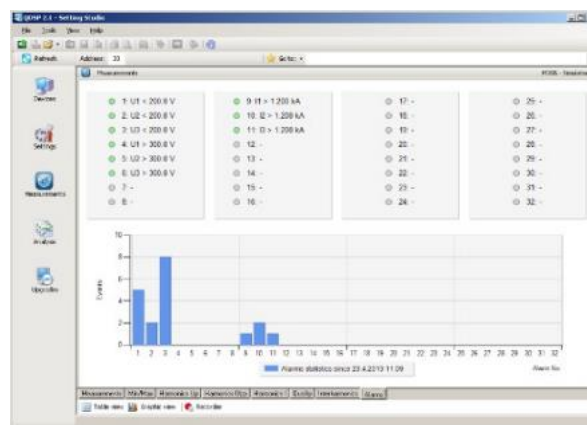 QDSP 2.1 - Setting Studio
File Tools View Help
Refresh Address: 33 Go to:
Measurements
Devices
Settings
Measurements
Analysis
Upgrades
1: U1 < 200.0 V
2: U2 < 200.0 V
3: U3 < 200.0 V
4: U1 > 300.0 V
5: U2 > 300.0 V
6: U3 > 300.0 V
7: -
8: -
9: I1 > 1.200 kA
10: I2 > 1.200 kA
11: I3 > 1.200 kA
12: -
13: -
14: -
15: -
16: -
17: -
18: -
19: -
20: -
21: -
22: -
23: -
24: -
25: -
26: -
27: -
28: -
29: -
30: -
31: -
32: -
Events
10
8
6
4
2
0
1 2 3 4 5 6 7 8 9 10 11 12 13 14 15 16 17 18 19 20 21 22 23 24 25 26 27 28 29 30 31 32
Alarms statistics since 23.4.2013 11:09
Alarm No.
Measurements Min/Max Harmonics Up Harmonics Upp Harmonics I Quality Interharmonics Alarms
Table view Graphic view Recorder